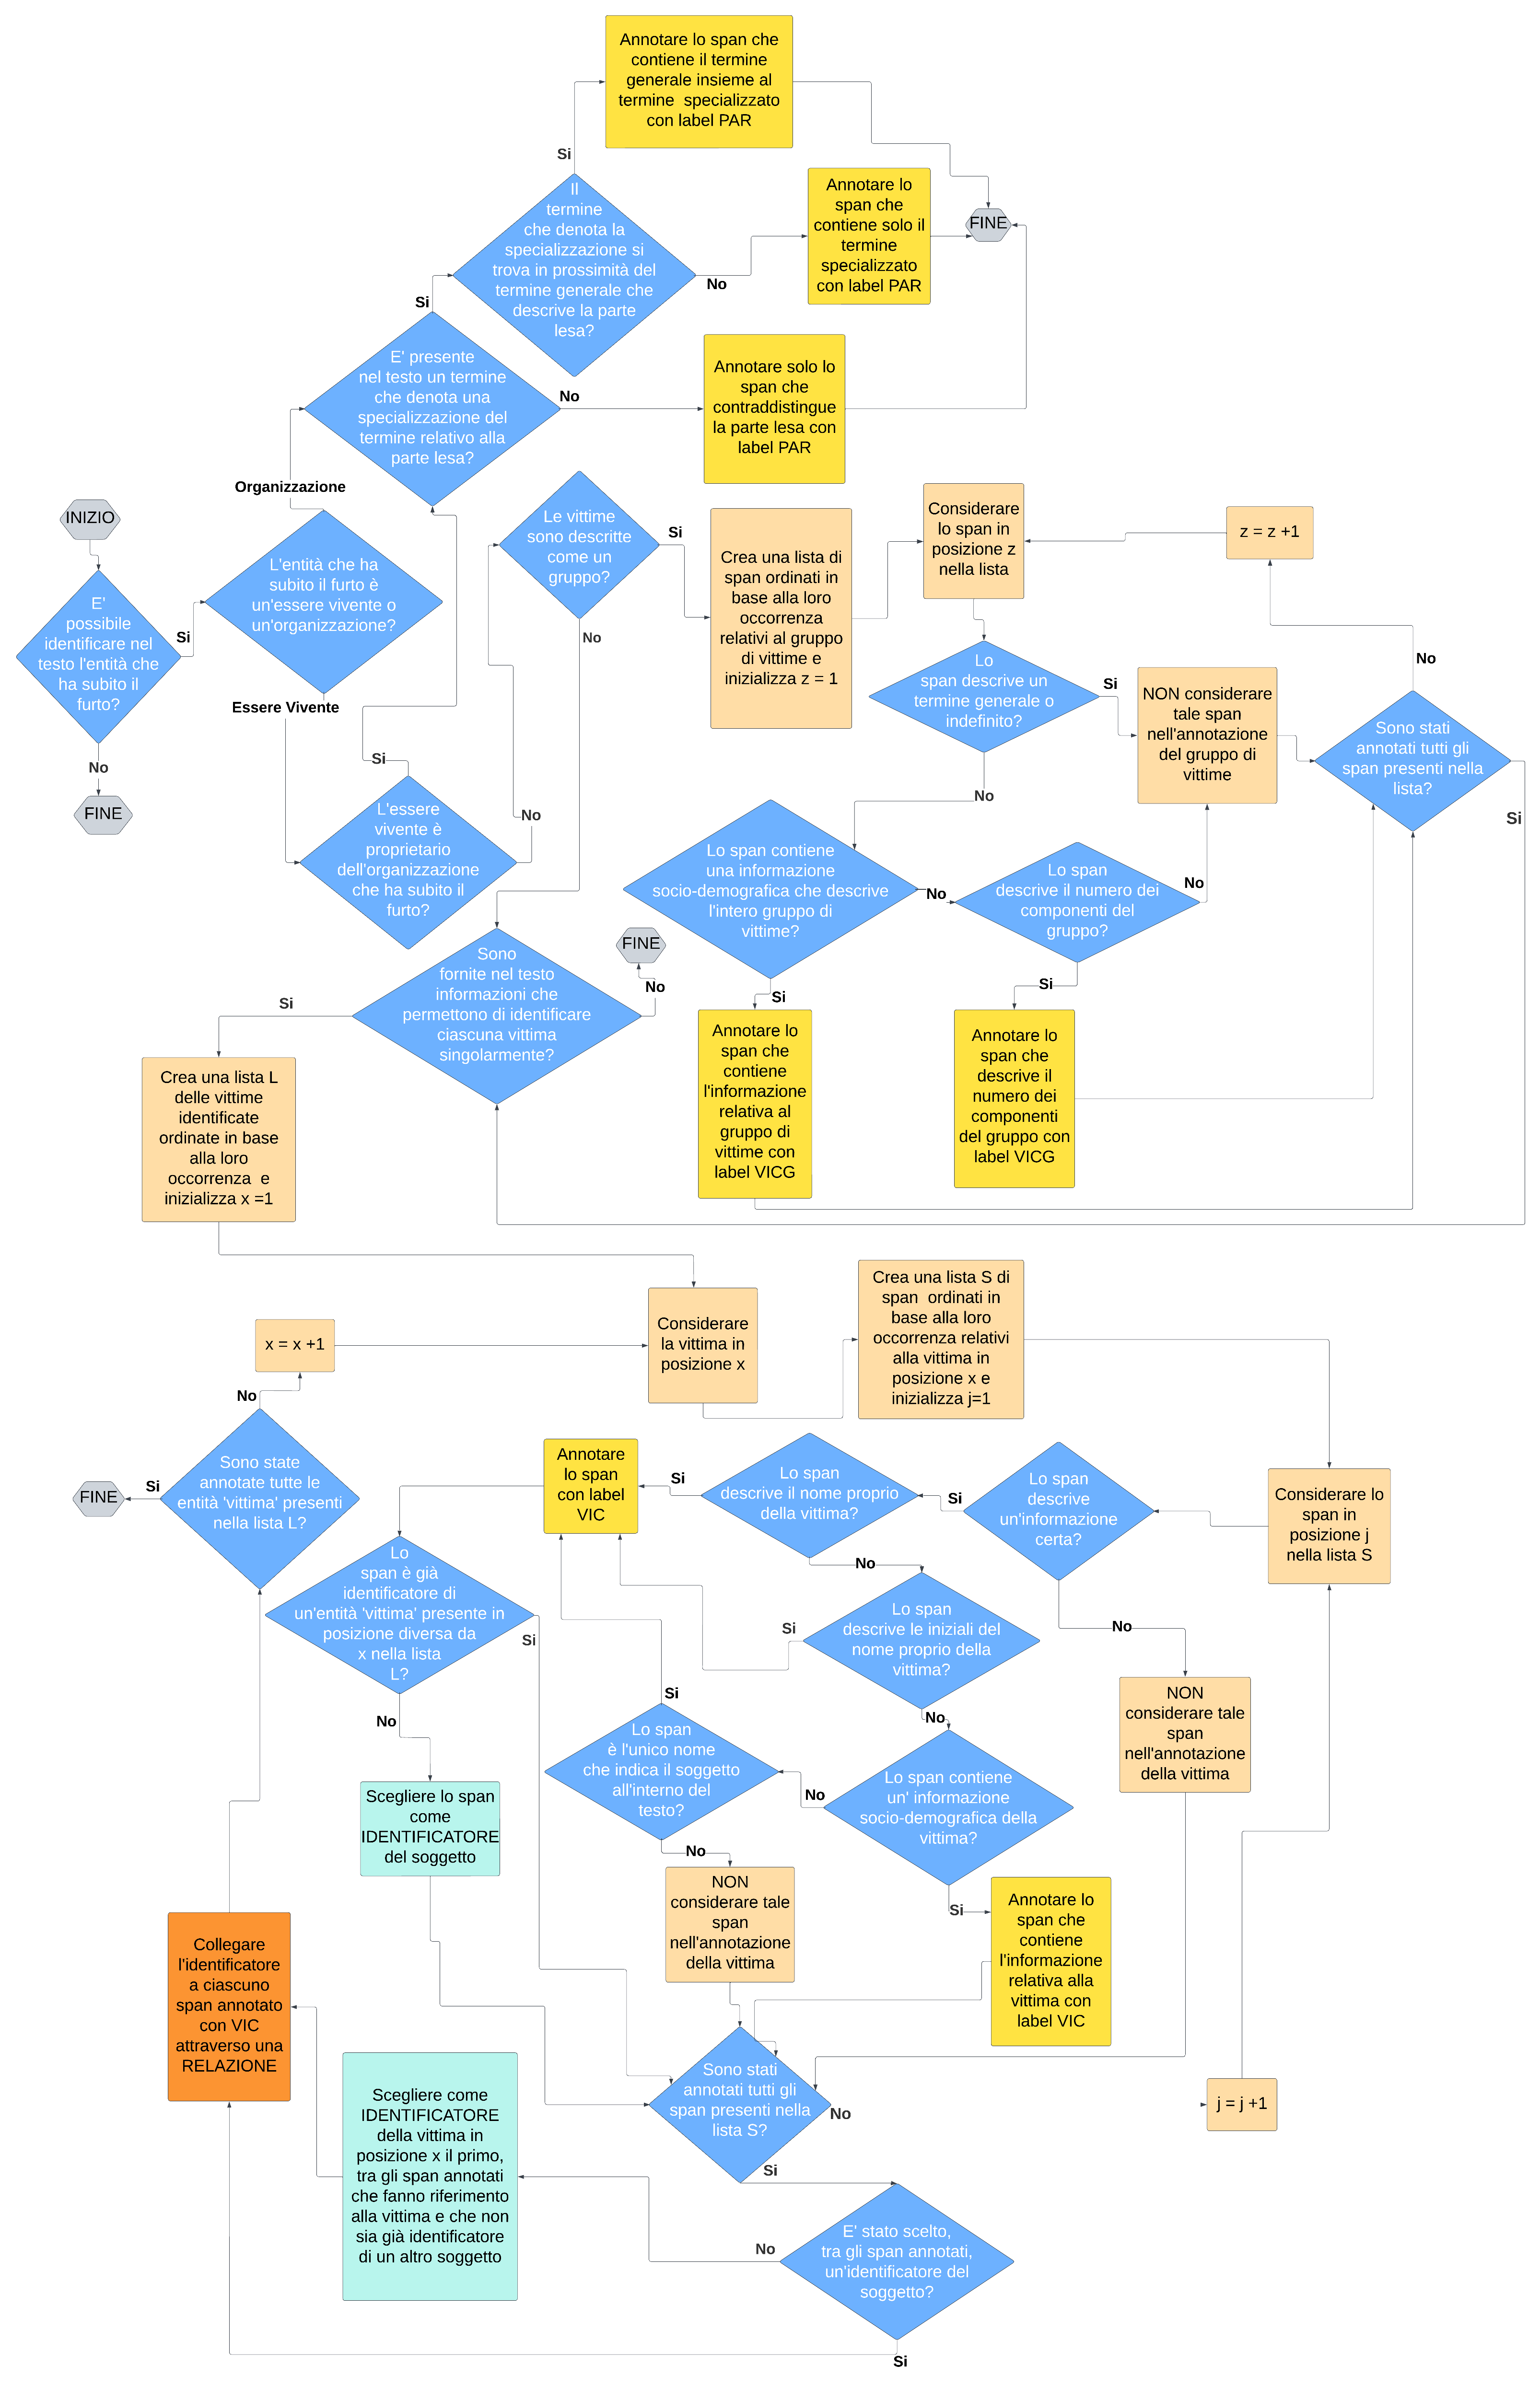 Annotare lo span che
contiene il termine
generale insieme al
termine specializzato
con label PAR
Si
Il
termine
che denota la
specializzazione si
trova in prossimità del
termine generale che
descrive la parte
lesa?
No
Annotare lo
span che
contiene solo il
termine
specializzato
con label PAR
FINE
Si
E' presente
nel testo un termine
che denota una
specializzazione del
termine relativo alla
parte lesa?
No
Annotare solo lo
span che
contraddistingue
la parte lesa con
label PAR
Organizzazione
INIZIO
E'
possibile
identificare nel
testo l'entità che
ha subito il
furto?
Si
No
FINE
L'entità che ha
subito il furto è
un'essere vivente o
un'organizzazione?
Essere Vivente
Si
L'essere
vivente è
proprietario
dell'organizzazione
che ha subito il
furto?
No
Le vittime
sono descritte
come un
gruppo?
Si
No
Crea una lista di
span ordinati in
base alla loro
occorrenza
relativi al gruppo
di vittime e
inizializza z = 1
Considerare
lo span in
posizione z
nella lista
z = z +1
Lo
span descrive un
termine generale o
indefinito?
Si
No
NON considerare
tale span
nell'annotazione
del gruppo di
vittime
No
Sono stati
annotati tutti gli
span presenti nella
lista?
Si
Lo span contiene
una informazione
socio-demografica che descrive
l'intero gruppo di
vittime?
No
Si
Lo span
descrive il numero dei
componenti del
gruppo?
No
Si
Annotare lo
span che
contiene
l'informazione
relativa al
gruppo di
vittime con
label VICG
Annotare lo
span che
descrive il
numero dei
componenti
del gruppo con
label VICG
FINE
No
Sono
fornite nel testo
informazioni che
permettono di identificare
ciascuna vittima
singolarmente?
Si
Crea una lista L
delle vittime
identificate
ordinate in base
alla loro
occorrenza e
inizializza x =1
x = x +1
Considerare
la vittima in
posizione x
Crea una lista S di
span ordinati in
base alla loro
occorrenza relativi
alla vittima in
posizione x e
inizializza j=1
No
Sono state
annotate tutte le
entità 'vittima' presenti
nella lista L?
Si
FINE
Annotare
lo span
con label
VIC
Si
Lo span
descrive il nome proprio
della vittima?
No
Si
Lo span
descrive
un'informazione
certa?
No
Considerare lo
span in
posizione j
nella lista S
Lo
span è già
identificatore di
un'entità 'vittima' presente in
posizione diversa da
x nella lista
L?
Si
No
Lo span
descrive le iniziali del
nome proprio della
vittima?
Si
No
NON
considerare tale
span
nell'annotazione
della vittima
Si
Lo span
è l'unico nome
che indica il soggetto
all'interno del
testo?
No
No
Lo span contiene
un' informazione
socio-demografica della
vittima?
Si
Scegliere lo span
come
IDENTIFICATORE
del soggetto
NON
considerare tale
span
nell'annotazione
della vittima
Annotare lo
span che
contiene
l'informazione
relativa alla
vittima con
label VIC
Collegare
l'identificatore
a ciascuno
span annotato
con VIC
attraverso una
RELAZIONE
Scegliere come
IDENTIFICATORE
della vittima in
posizione x il primo,
tra gli span annotati
che fanno riferimento
alla vittima e che non
sia già identificatore
di un altro soggetto
Sono stati
annotati tutti gli
span presenti nella
lista S?
No
Si
j = j +1
No
E' stato scelto,
tra gli span annotati,
un'identificatore del
soggetto?
Si